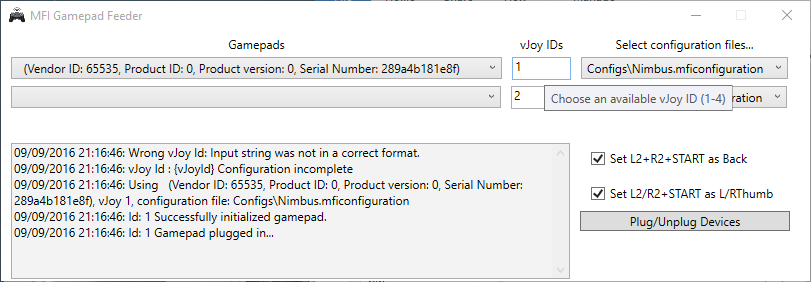 MFI Gamepad Feeder
Gamepads
vJoy IDs
Select configuration files...
(Vendor ID: 65535, Product ID: 0, Product version: 0, Serial Number: 289a4b181e8f)
1
Configs\Nimbus.mficonfiguration
2
Choose an available vJoy ID (1-4)
09/09/2016 21:16:46: Wrong vJoy Id: Input string was not in a correct format.
09/09/2016 21:16:46: vJoy Id : {vJoyId} Configuration incomplete
09/09/2016 21:16:46: Using (Vendor ID: 65535, Product ID: 0, Product version: 0, Serial Number:
289a4b181e8f), vJoy 1, configuration file: Configs\Nimbus.mficonfiguration
09/09/2016 21:16:46: Id: 1 Successfully initialized gamepad.
09/09/2016 21:16:46: Id: 1 Gamepad plugged in...
Set L2+R2+START as Back
Set L2/R2+START as L/RThumb
Plug/Unplug Devices